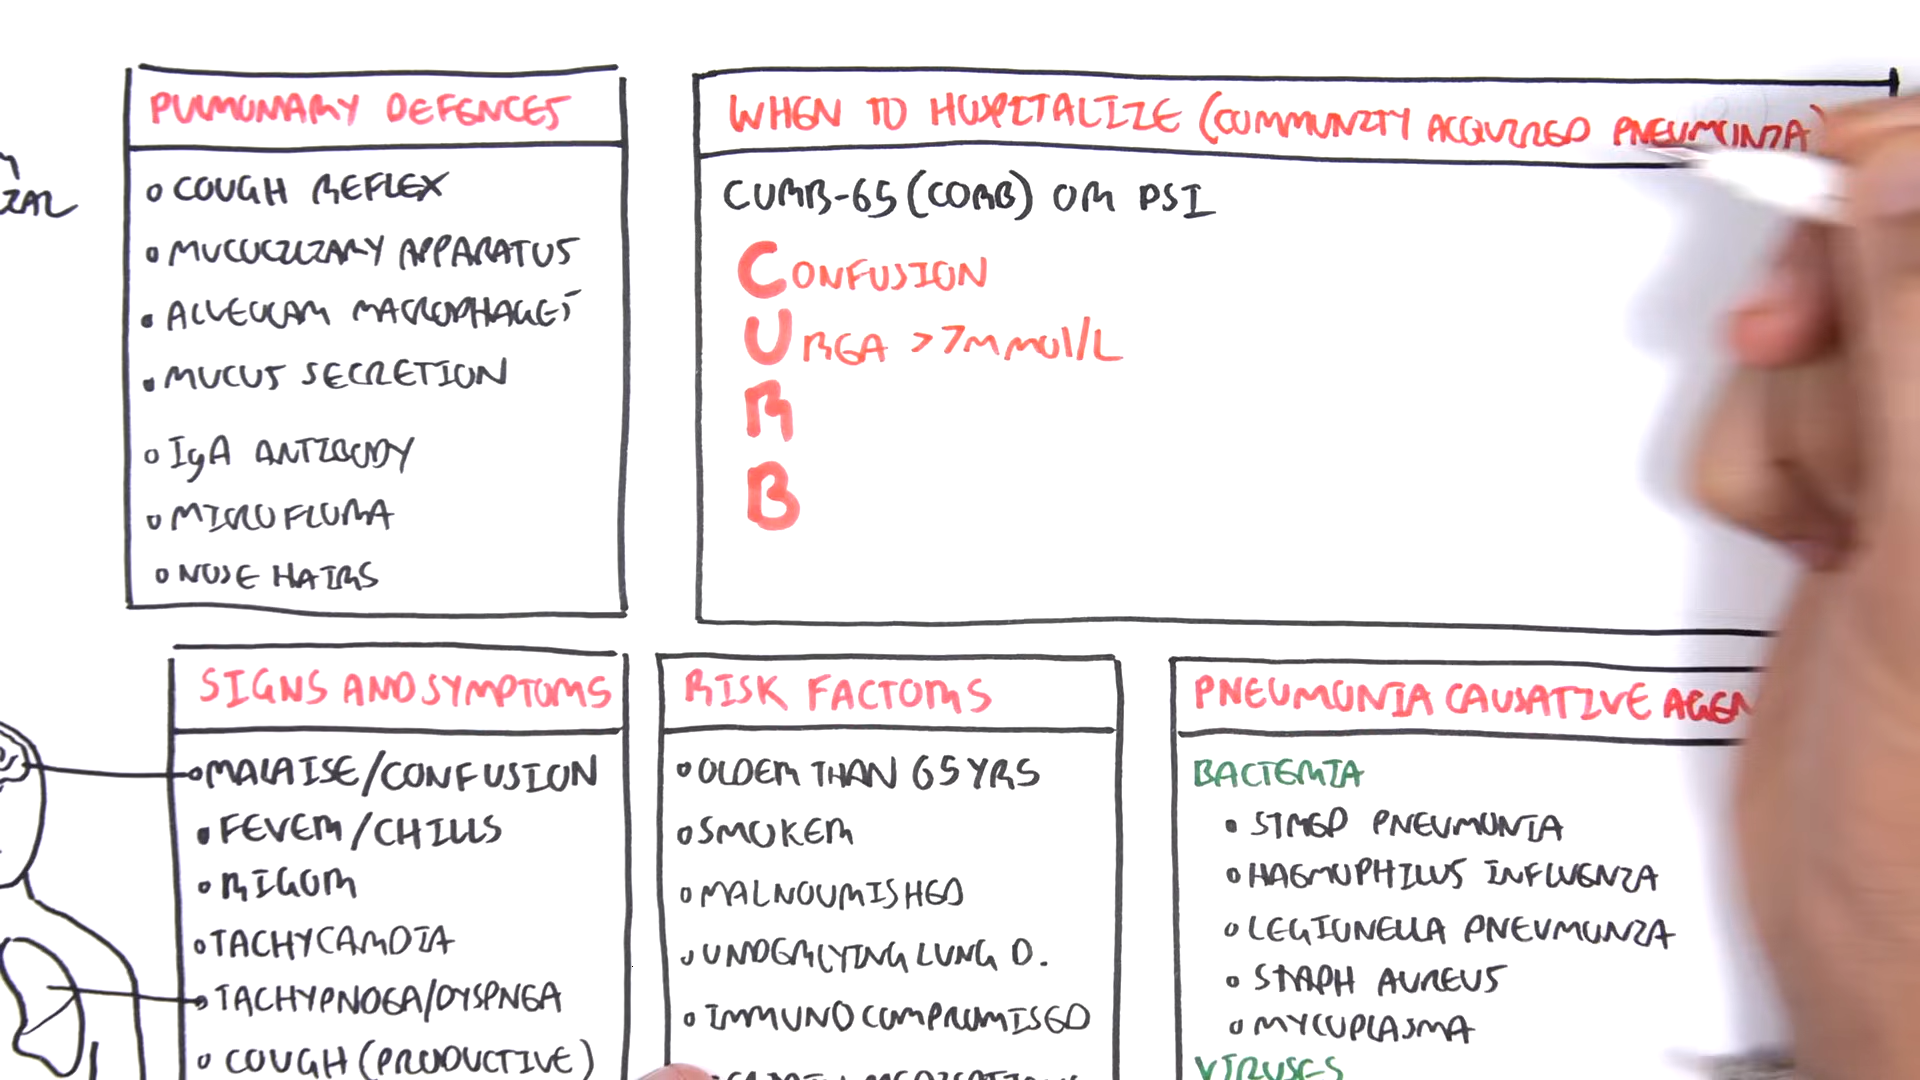 PULMONARY DEFENCES
COUGH REFLEX
MUCOCILIARY APPARATUS
ALVEOLAR MACROPHAGES
MUCUS SECRETION
IgA ANTIBODY
MICROFLORA
NOSE HAIRS
WHEN TO HOSPITALIZE (COMMUNITY ACQUIRED PNEUMONIA)
CURB-65 (CORB) OR PSI
CONFUSION
UREA >7mmol/L
R
B
SIGNS AND SYMPTOMS
MALAISE/CONFUSION
FEVER/CHILLS
RIGOR
TACHYCARDIA
TACHYPNOEA/DYSPNEA
COUGH (PRODUCTIVE)
RISK FACTORS
OLDER THAN 65 YRS
SMOKER
MALNOURISHED
UNDERLYING LUNG D.
IMMUNOCOMPROMISED
PNEUMONIA CAUSATIVE
BACTERIA
STREP PNEUMONIA
HAEMOPHILUS INFLUENZA
LEGIONELLA PNEUMONIA
STAPH AUREUS
MYCOPLASMA
VIRUSES